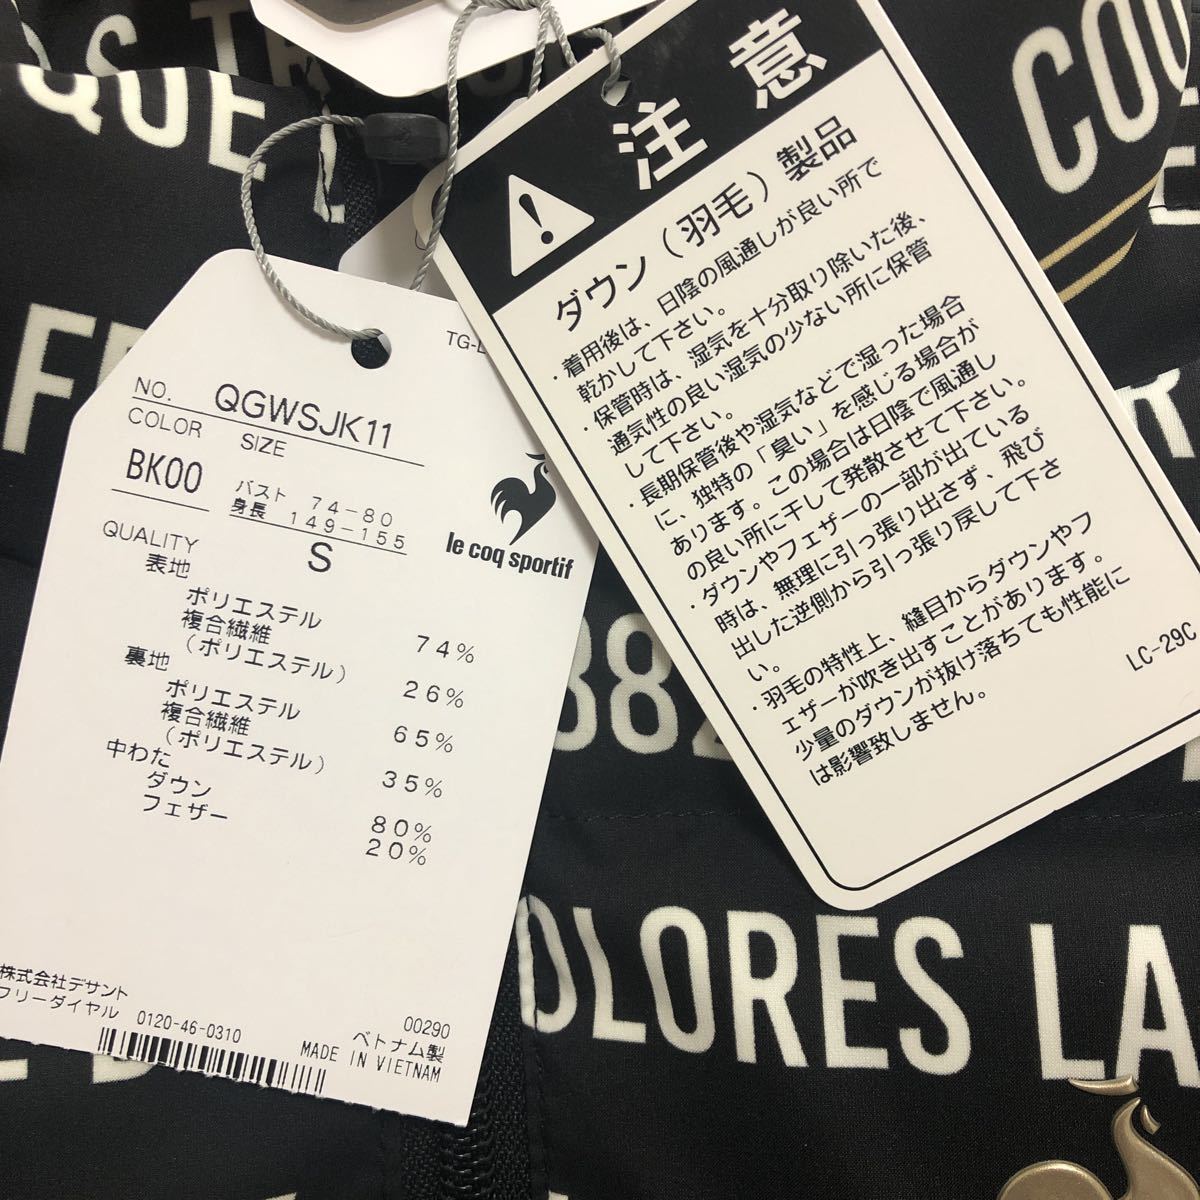 QUE
COQ
NO. QGWSJK11
COLOR SIZE
BK00
バスト 74-80
身長 149-155
S
QUALITY
表地
ポリエステル 74%
複合繊維
(ポリエステル) 26%
裏地
ポリエステル 65%
複合繊維
(ポリエステル) 35%
中わた
ダウン 80%
フェザー 20%
株式会社デサント
フリーダイヤル 0120-46-0310
00290
ベトナム製
MADE IN VIETNAM
le coq sportif
注意
ダウン(羽毛)製品
・着用後は、日陰の風通しが良い所で
乾かして下さい。
・保管時は、湿気を十分取り除いた後、
通気性の良い湿気の少ない所に保管
して下さい。
・長期保管後や湿気などで湿った場合
に、独特の「臭い」を感じる場合が
あります。この場合は日陰で風通し
の良い所に干して発散させて下さい。
・ダウンやフェザーの一部が出ている
時は、無理に引っ張り出さず、飛び
出した逆側から引っ張り戻して下さ
い。
・羽毛の特性上、縫目からダウンやフ
ェザーが吹き出すことがあります。
少量のダウンが抜け落ちても性能に
は影響致しません。
LC-29C
OLORES LA